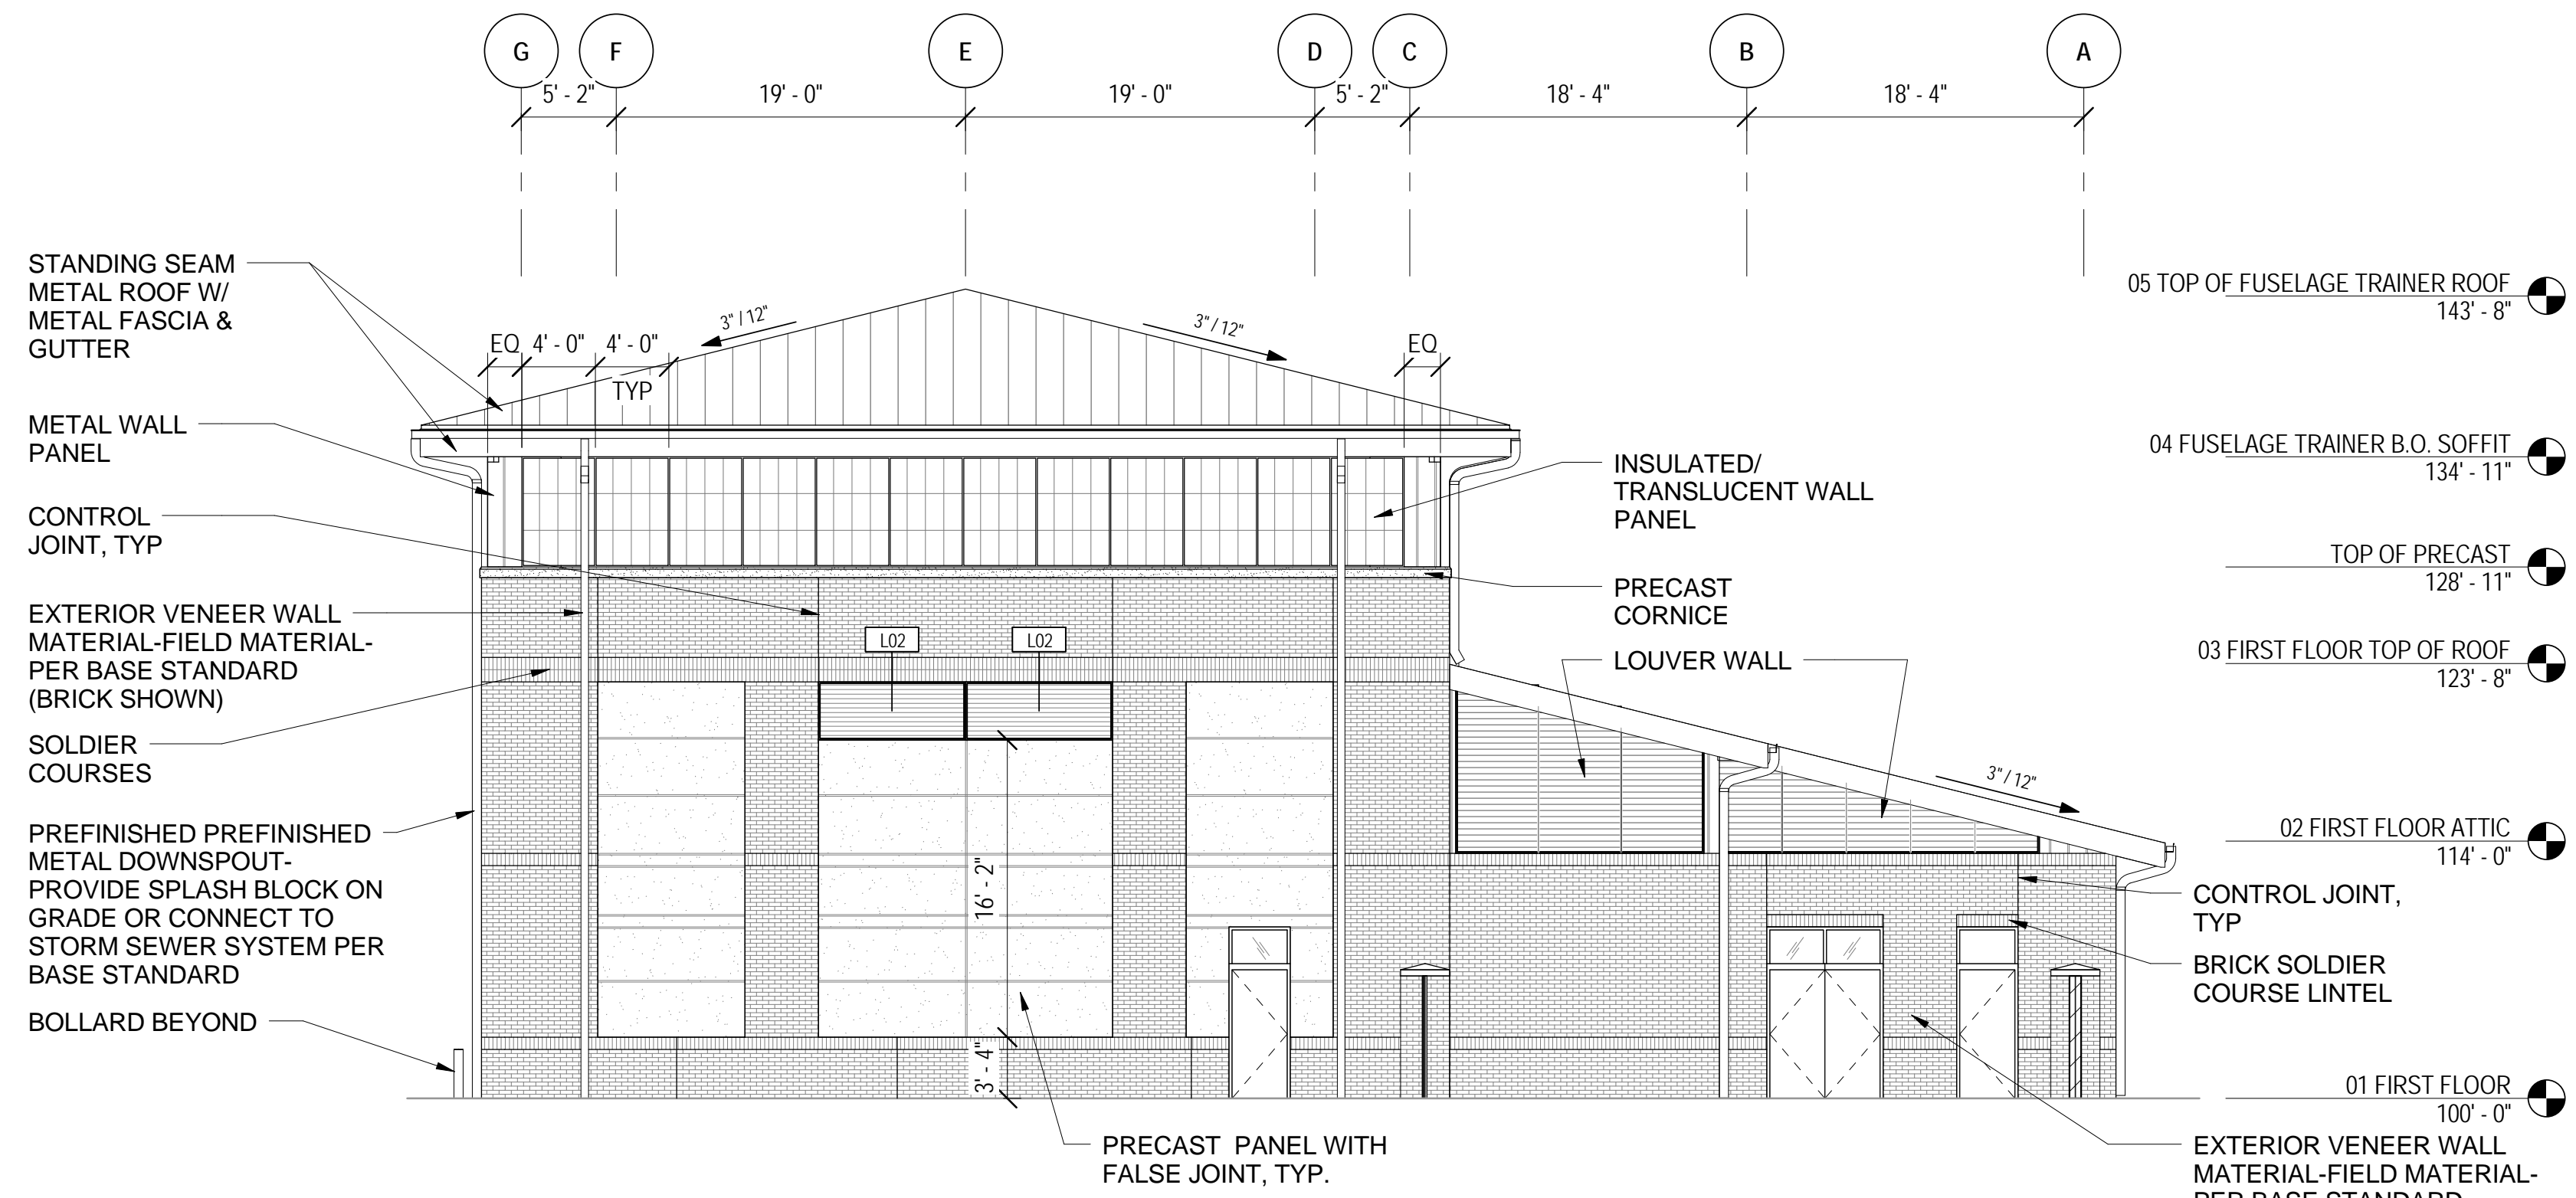 G F E D C B A
5' - 2" 19' - 0" 19' - 0" 5' - 2" 18' - 4" 18' - 4"
STANDING SEAM
METAL ROOF W/
METAL FASCIA &
GUTTER
METAL WALL
PANEL
CONTROL
JOINT, TYP
EXTERIOR VENEER WALL
MATERIAL-FIELD MATERIAL-
PER BASE STANDARD
(BRICK SHOWN)
SOLDIER
COURSES
PREFINISHED PREFINISHED
METAL DOWNSPOUT-
PROVIDE SPLASH BLOCK ON
GRADE OR CONNECT TO
STORM SEWER SYSTEM PER
BASE STANDARD
BOLLARD BEYOND
3" / 12" 3" / 12"
EQ 4' - 0" 4' - 0" EQ
TYP
L02 L02
16' - 2"
3' - 4"
PRECAST PANEL WITH
FALSE JOINT, TYP.
INSULATED/
TRANSLUCENT WALL
PANEL
PRECAST
CORNICE
LOUVER WALL
3" / 12"
05 TOP OF FUSELAGE TRAINER ROOF
143' - 8"
04 FUSELAGE TRAINER B.O. SOFFIT
134' - 11"
TOP OF PRECAST
128' - 11"
03 FIRST FLOOR TOP OF ROOF
123' - 8"
02 FIRST FLOOR ATTIC
114' - 0"
CONTROL JOINT,
TYP
BRICK SOLDIER
COURSE LINTEL
01 FIRST FLOOR
100' - 0"
EXTERIOR VENEER WALL
MATERIAL-FIELD MATERIAL-
PER BASE STANDARD